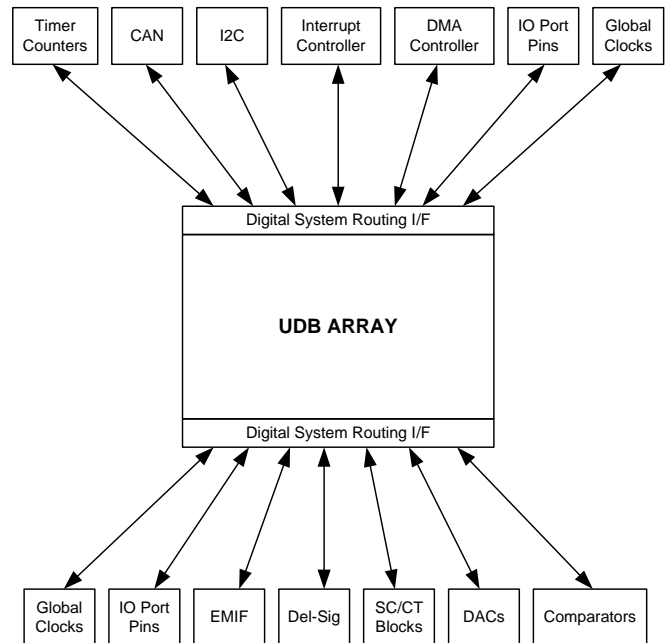 Timer
Counters
CAN
I2C
Interrupt
Controller
DMA
Controller
IO Port
Pins
Global
Clocks
Digital System Routing I/F
UDB ARRAY
Digital System Routing I/F
Global
Clocks
IO Port
Pins
EMIF
Del-Sig
SC/CT
Blocks
DACs
Comparators